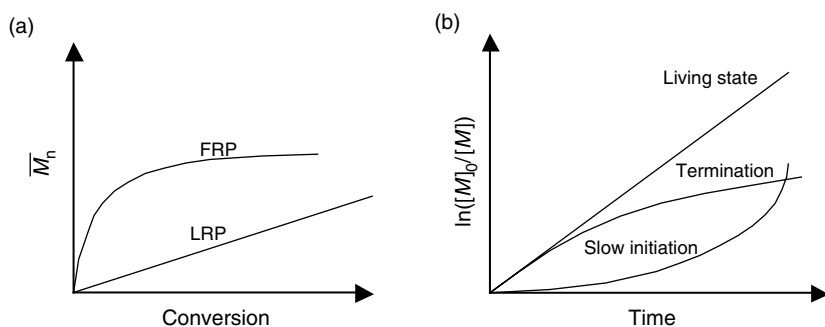 (a)
M̅n
FRP
LRP
Conversion
(b)
ln([M]0/[M])
Living state
Termination
Slow initiation
Time